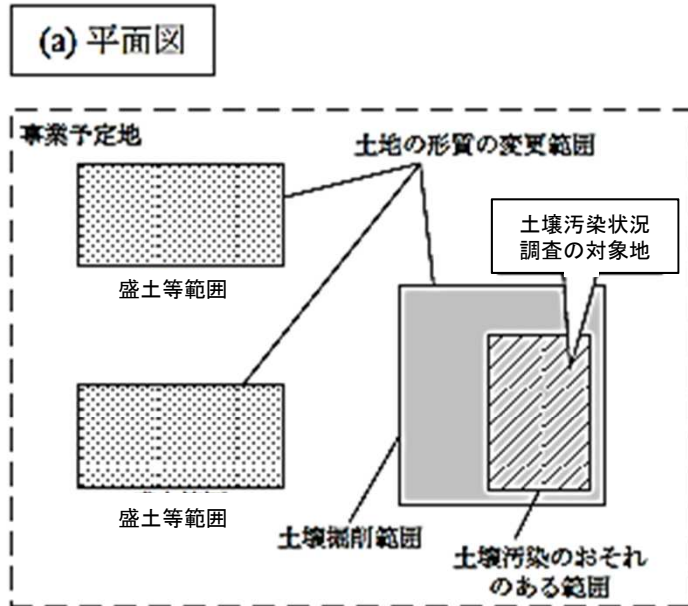 (a) 平面図
事業予定地
土地の形質の変更範囲
土壌汚染状況
調査の対象地
盛土等範囲
盛土等範囲
土壌掘削範囲
土壌汚染のおそれ
のある範囲